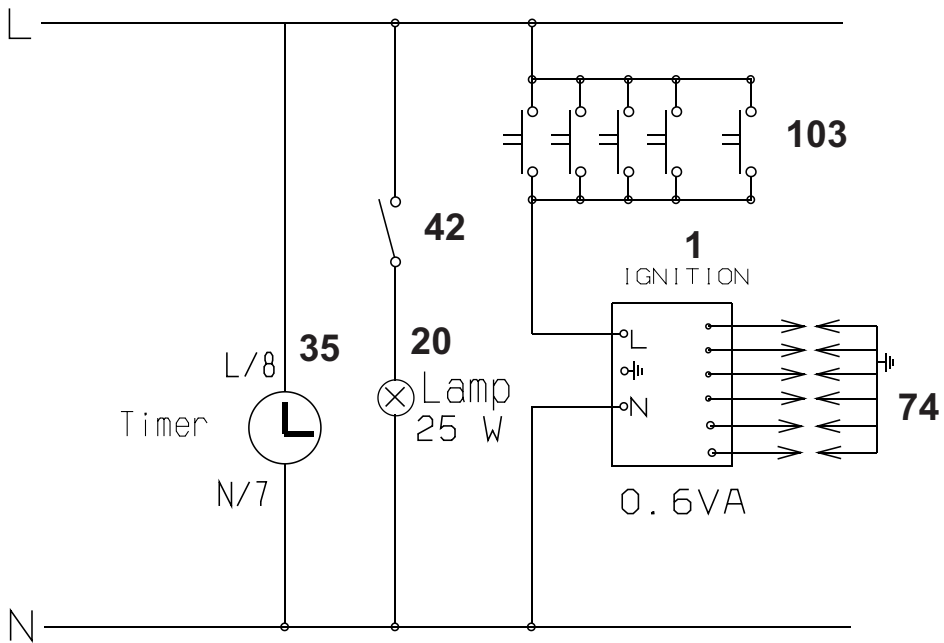 L
103
42
1
IGNITION
35
20
L/8
L
Lamp
74
Timer
25 W
N
N/7
0.6VA
N